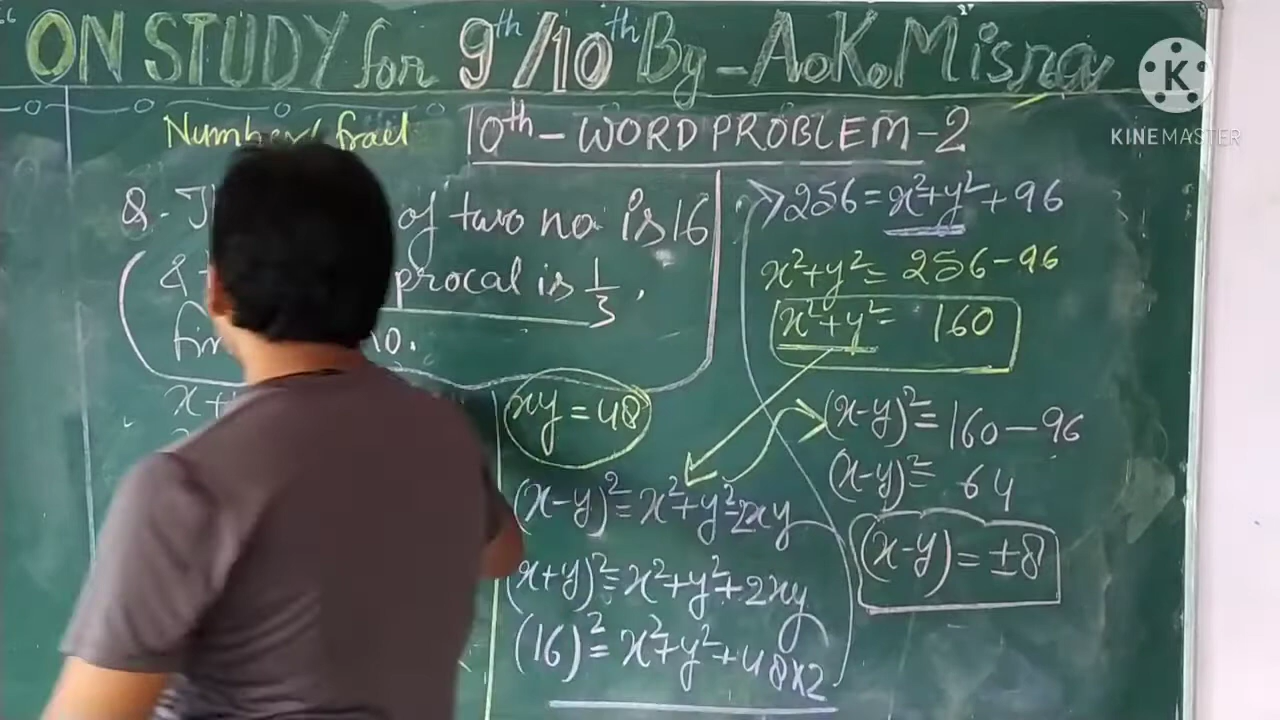 ON STUDY for 9th/10th By - A.K. Misra
K
KINEMASTER
Number/ fract
10th - WORD PROBLEM - 2
Q. of two no is 16
& procal is 1/3,
no.
x+
xy = 48
(x-y)² = x²+y²-2xy
(x+y)² = x²+y²+2xy
(16)² = x²+y²+48×2
256 = x²+y²+96
x²+y² = 256-96
x²+y² = 160
(x-y)² = 160-96
(x-y)² = 64
(x-y) = ±8